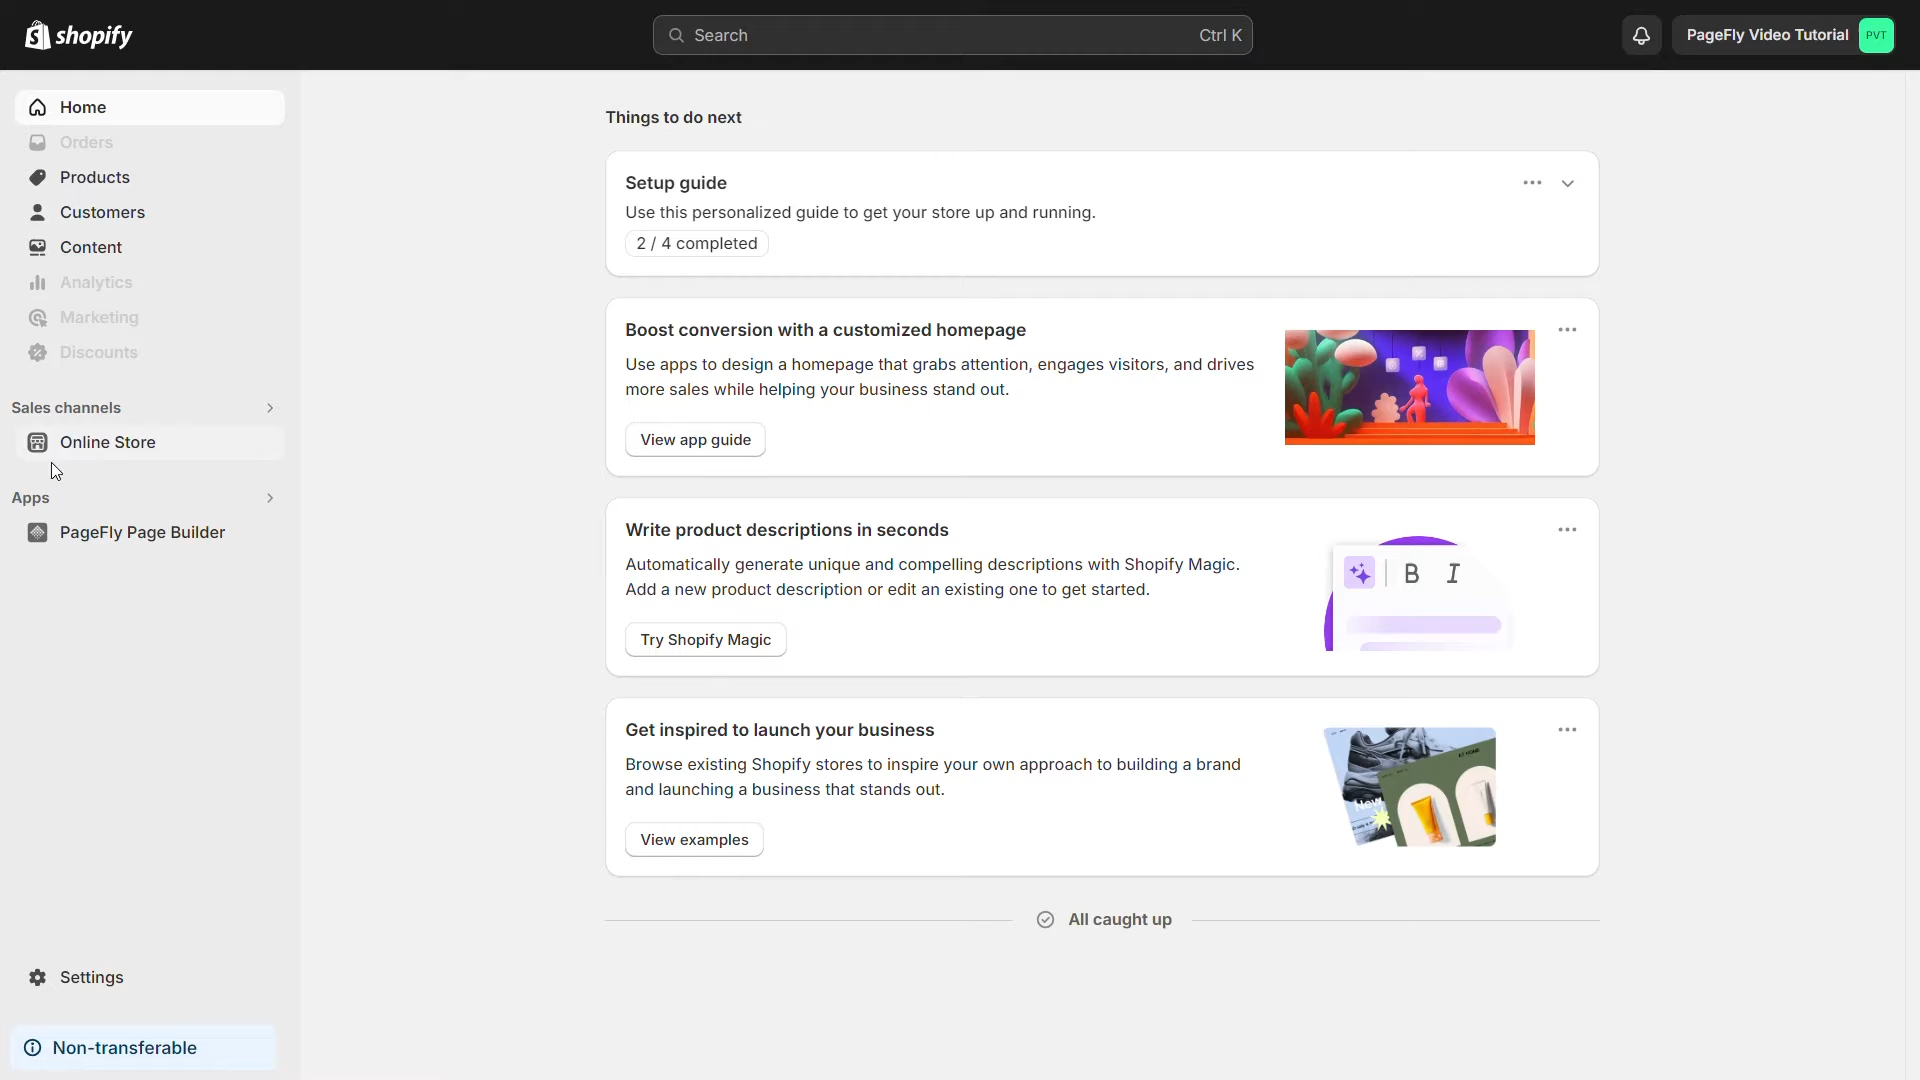 shopify
Search
Ctrl K
PageFly Video Tutorial
PVT
Home
Orders
Products
Customers
Content
Analytics
Marketing
Discounts
Sales channels
Online Store
Apps
PageFly Page Builder
Settings
Non-transferable
Things to do next
Setup guide
Use this personalized guide to get your store up and running.
2 / 4 completed
Boost conversion with a customized homepage
Use apps to design a homepage that grabs attention, engages visitors, and drives
more sales while helping your business stand out.
View app guide
Write product descriptions in seconds
Automatically generate unique and compelling descriptions with Shopify Magic.
Add a new product description or edit an existing one to get started.
Try Shopify Magic
B I
Get inspired to launch your business
Browse existing Shopify stores to inspire your own approach to building a brand
and launching a business that stands out.
View examples
New
All caught up